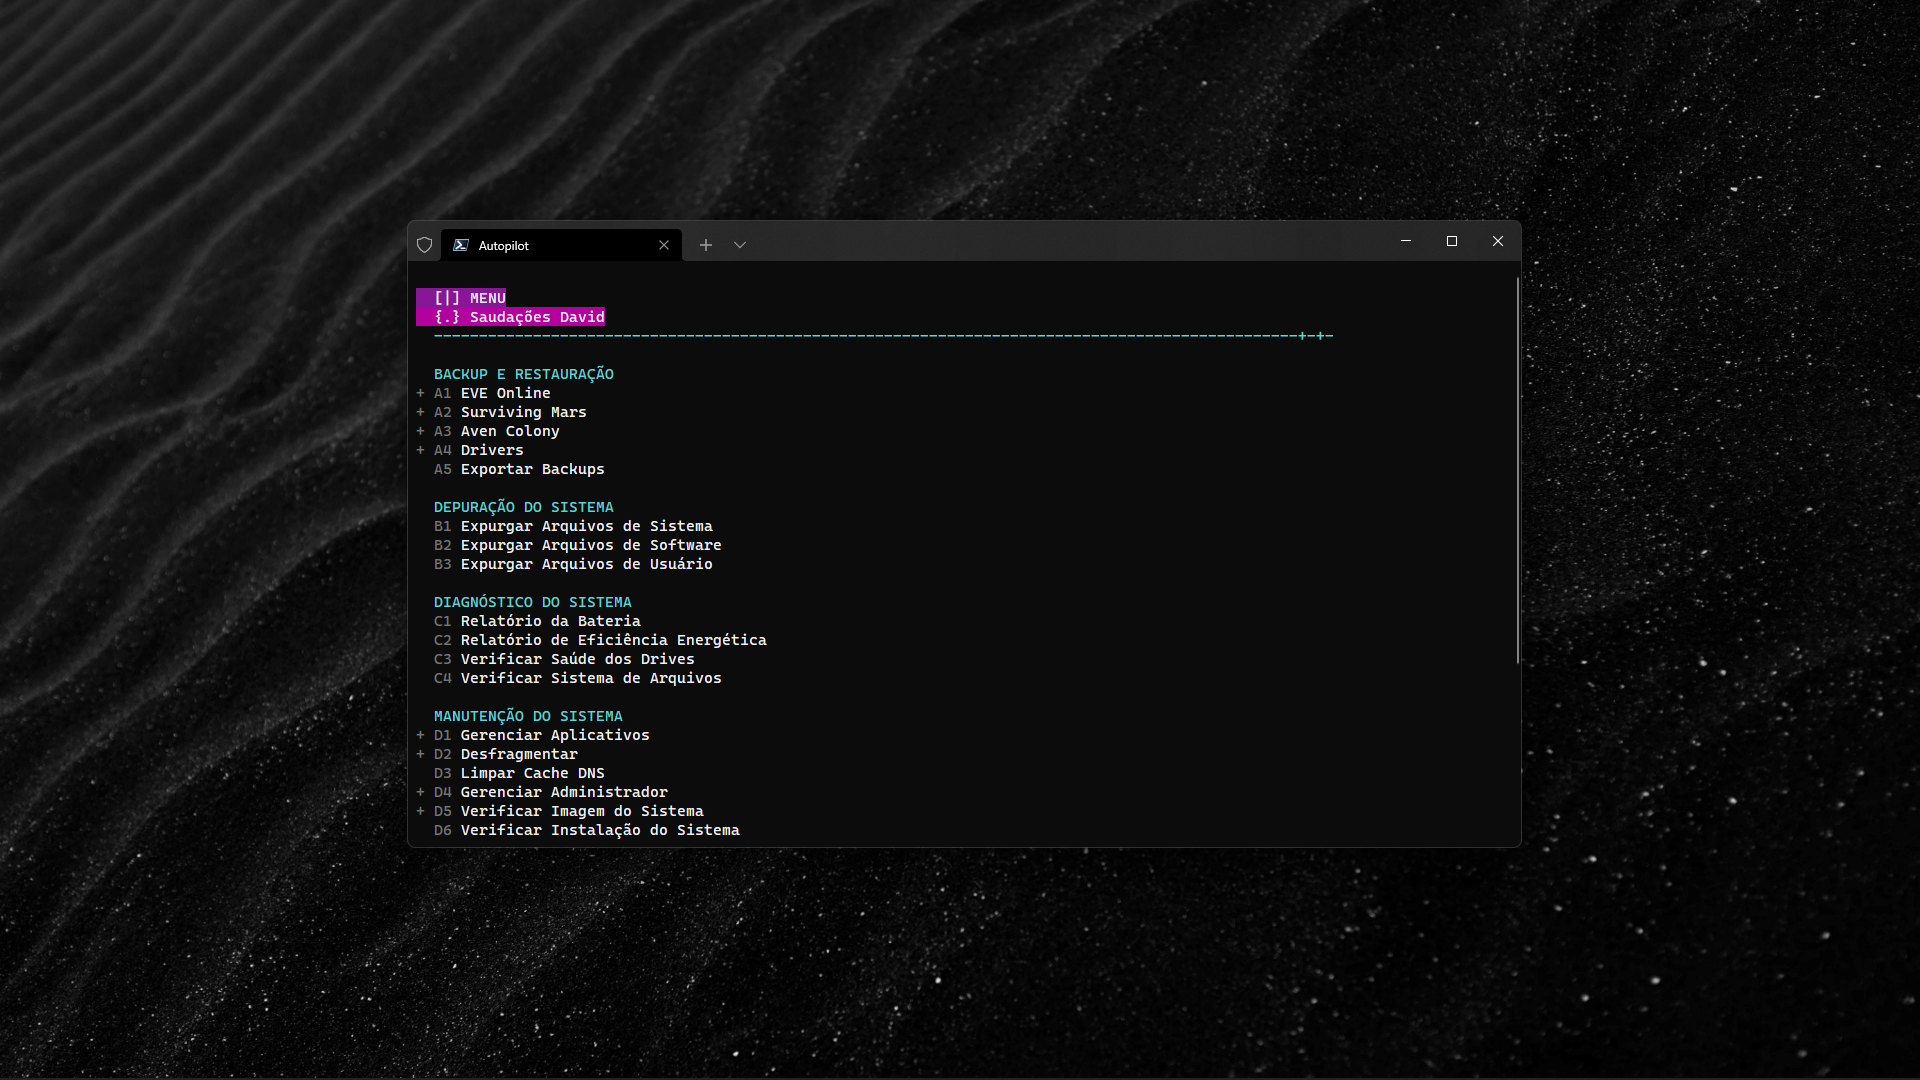 Autopilot
[|] MENU
{.} Saudações David
------------------------------------------------------------------------------------------------+-+-
BACKUP E RESTAURAÇÃO
+ A1 EVE Online
+ A2 Surviving Mars
+ A3 Aven Colony
+ A4 Drivers
A5 Exportar Backups
DEPURAÇÃO DO SISTEMA
B1 Expurgar Arquivos de Sistema
B2 Expurgar Arquivos de Software
B3 Expurgar Arquivos de Usuário
DIAGNÓSTICO DO SISTEMA
C1 Relatório da Bateria
C2 Relatório de Eficiência Energética
C3 Verificar Saúde dos Drives
C4 Verificar Sistema de Arquivos
MANUTENÇÃO DO SISTEMA
+ D1 Gerenciar Aplicativos
+ D2 Desfragmentar
D3 Limpar Cache DNS
+ D4 Gerenciar Administrador
+ D5 Verificar Imagem do Sistema
D6 Verificar Instalação do Sistema